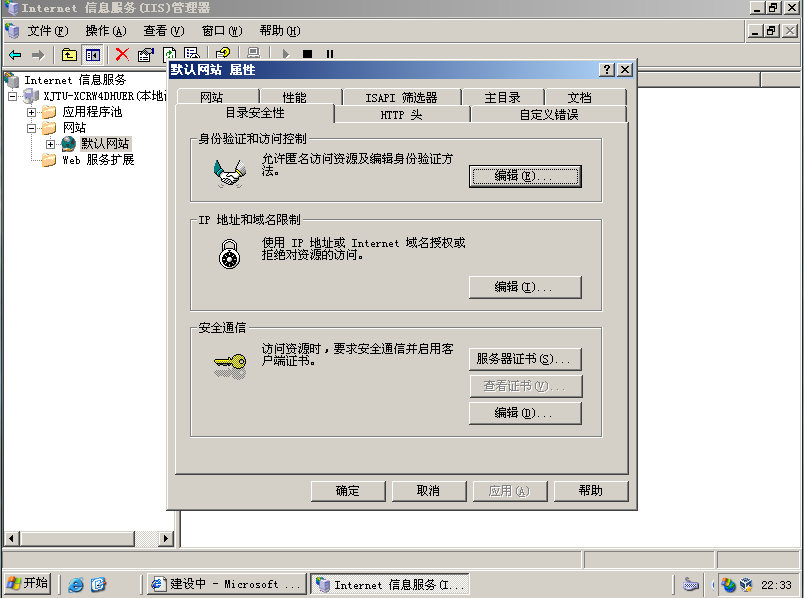 Internet 信息服务(IIS)管理器
文件(F) 操作(A) 查看(V) 窗口(W) 帮助(H)
Internet 信息服务
XJTU-XCRW4DHUER(本地
应用程序池
网站
默认网站
Web 服务扩展
默认网站 属性
网站 性能 ISAPI 筛选器 主目录 文档
目录安全性 HTTP 头 自定义错误
身份验证和访问控制
允许匿名访问资源及编辑身份验证方
法。
编辑(E)...
IP 地址和域名限制
使用 IP 地址或 Internet 域名授权或
拒绝对资源的访问。
编辑(I)...
安全通信
访问资源时，要求安全通信并启用客
户端证书。
服务器证书(S)...
查看证书(V)...
编辑(D)...
确定 取消 应用(A) 帮助
开始 建设中 - Microsoft ... Internet 信息服务(I... 22:33